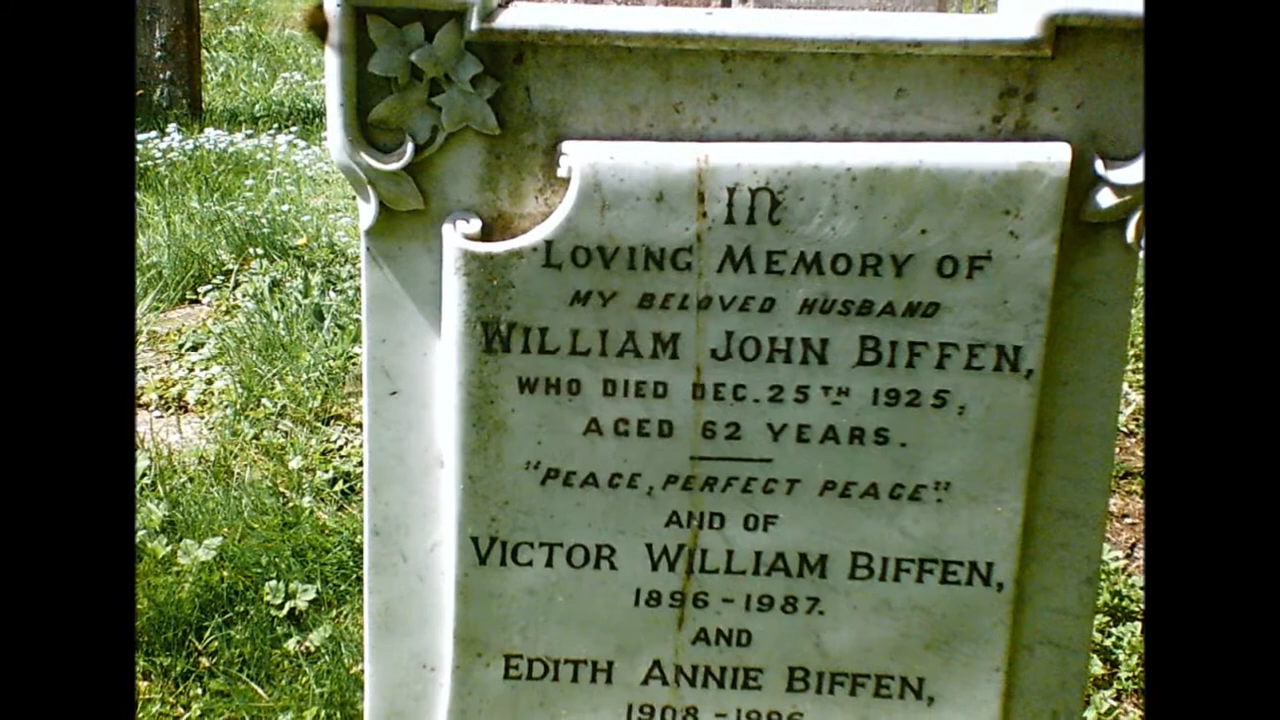 In
LOVING MEMORY OF
MY BELOVED HUSBAND
WILLIAM JOHN BIFFEN,
WHO DIED DEC. 25TH 1925,
AGED 62 YEARS.
"PEACE, PERFECT PEACE".
AND OF
VICTOR WILLIAM BIFFEN,
1896 - 1987.
AND
EDITH ANNIE BIFFEN,
1908 -